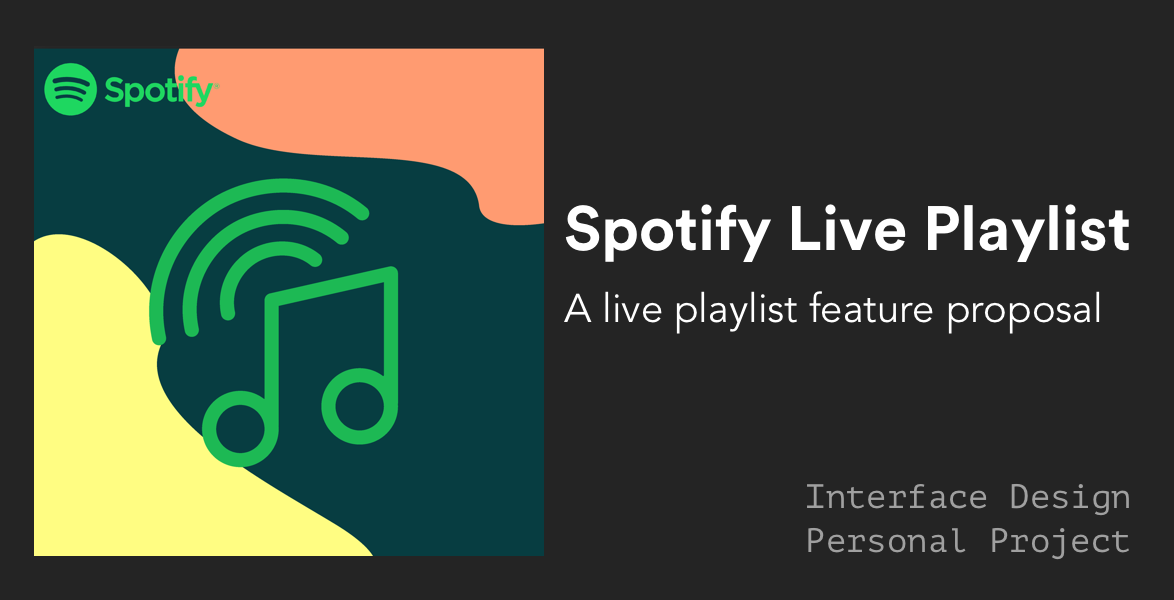 Spotify
Spotify Live Playlist
A live playlist feature proposal
Interface Design
Personal Project